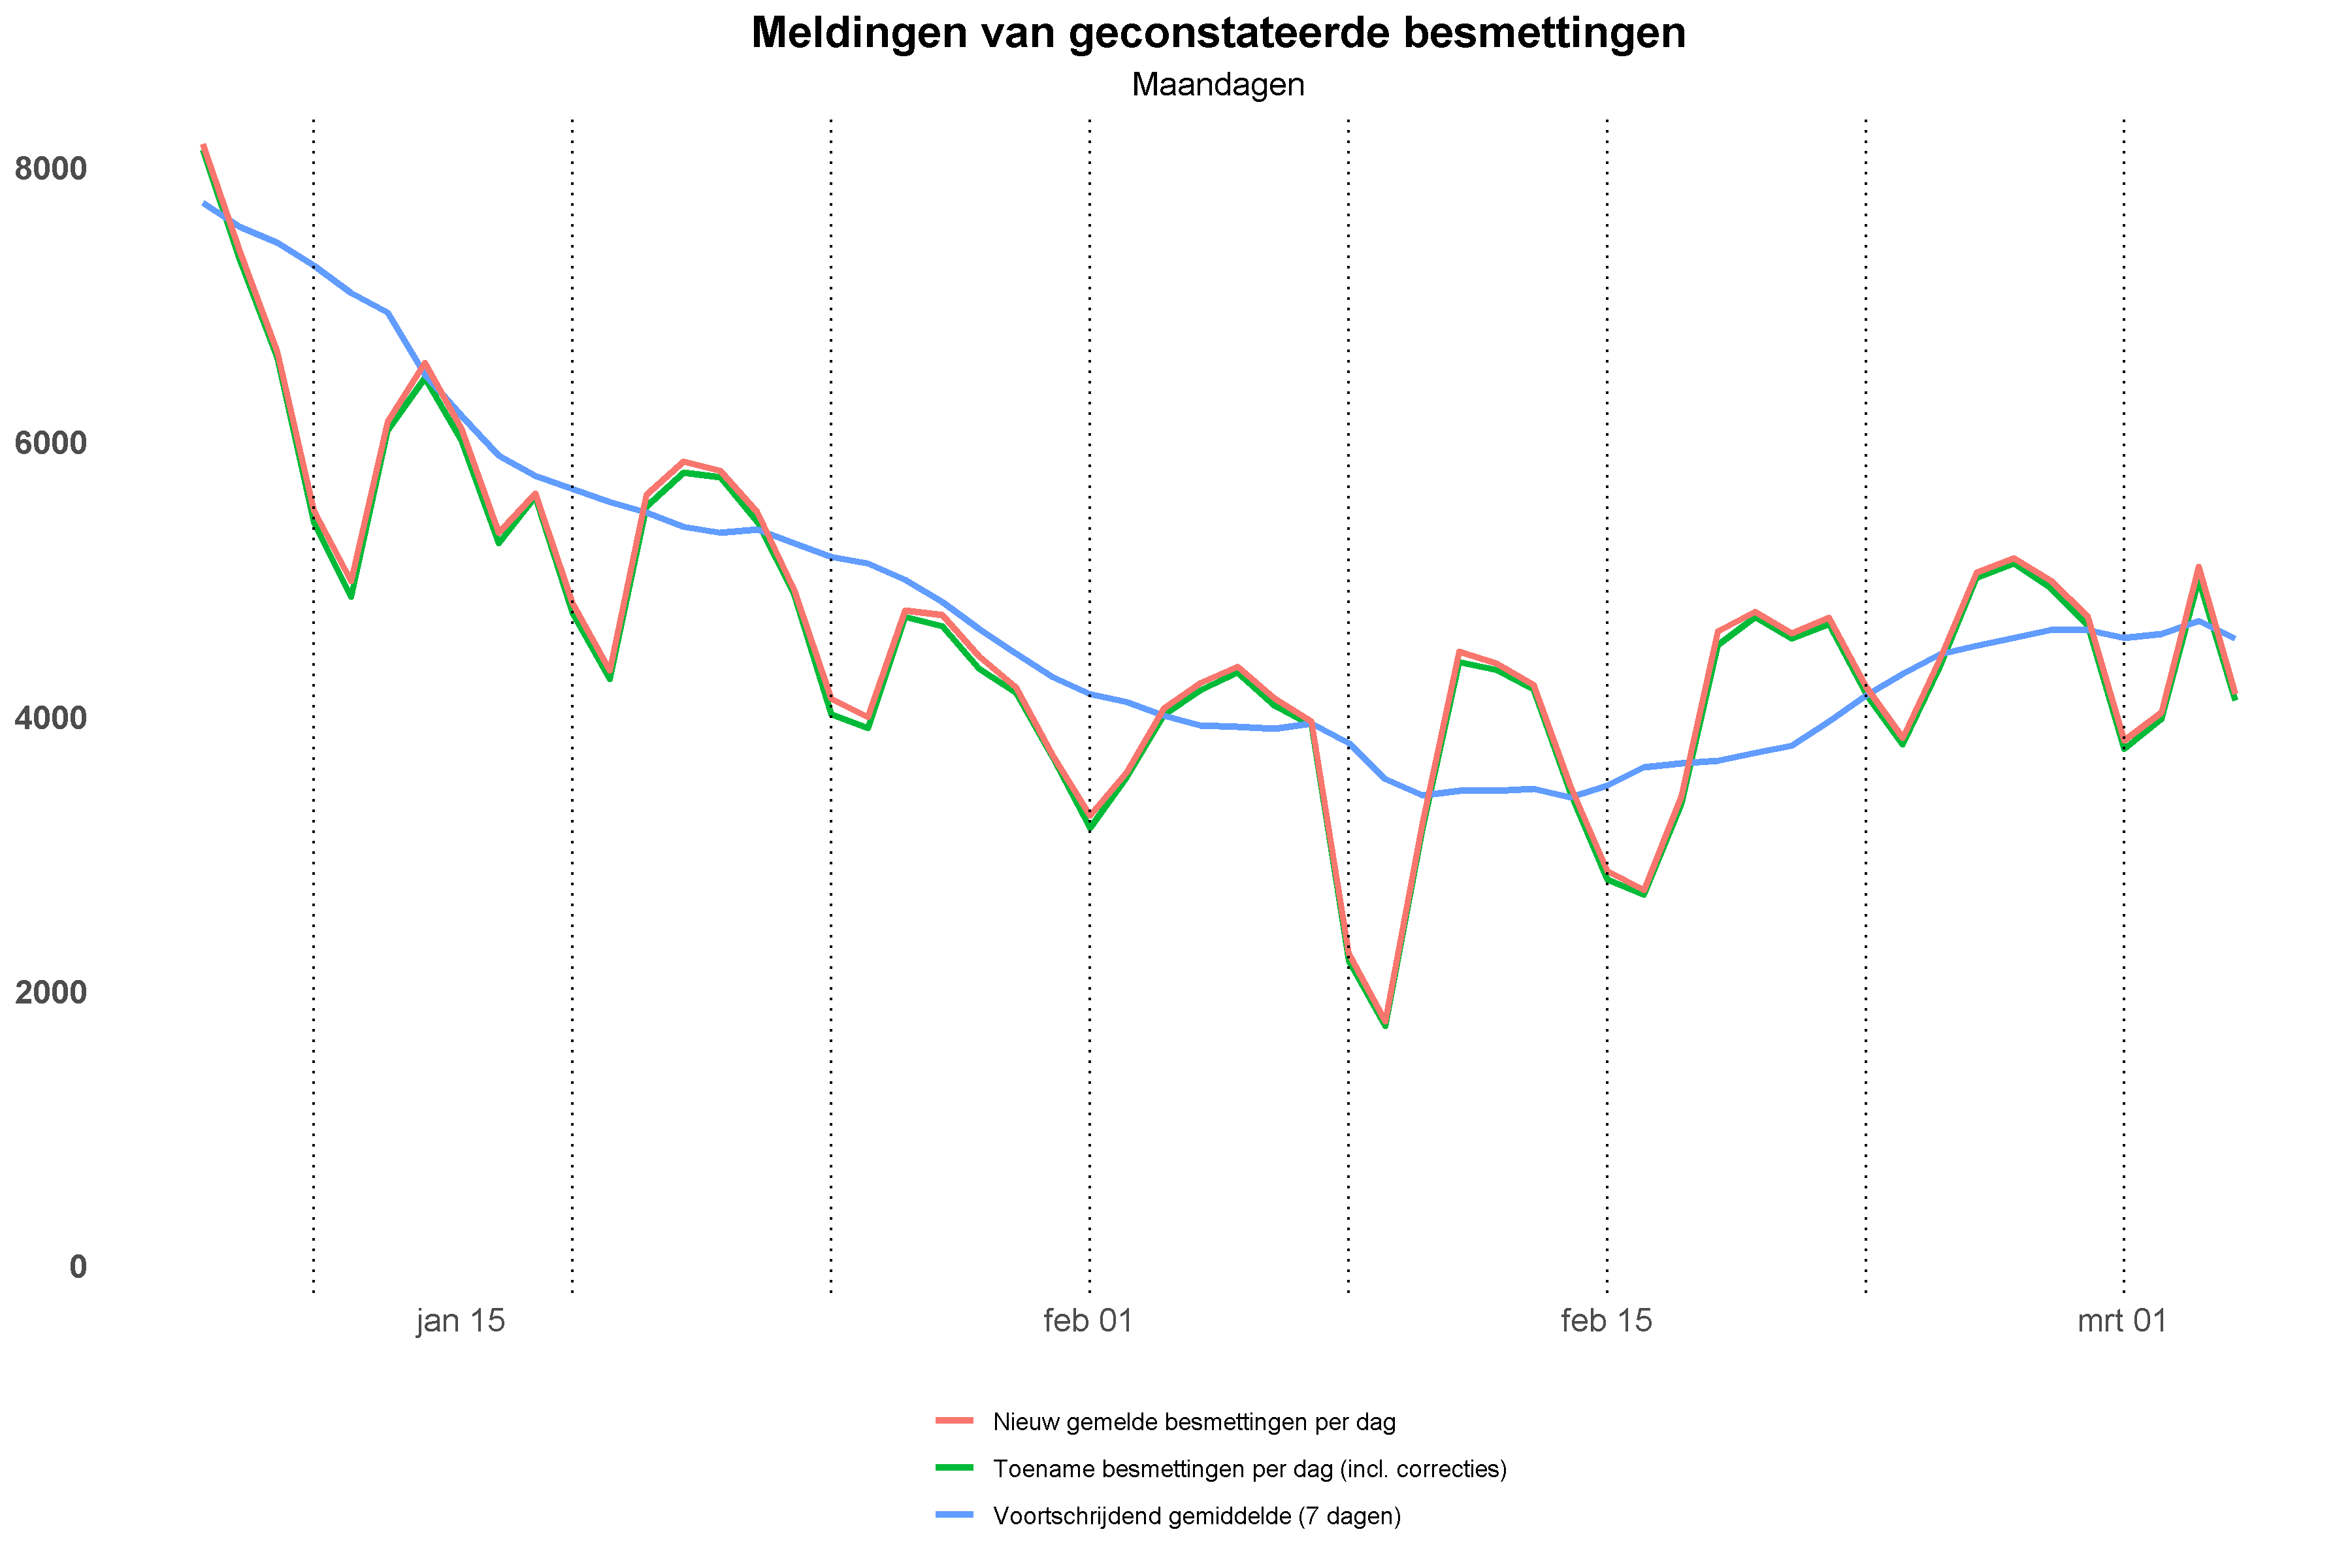 Meldingen van geconstateerde besmettingen
Maandagen
8000
6000
4000
2000
0
jan 15
feb 01
feb 15
mrt 01
Nieuw gemelde besmettingen per dag
Toename besmettingen per dag (incl. correcties)
Voortschrijdend gemiddelde (7 dagen)